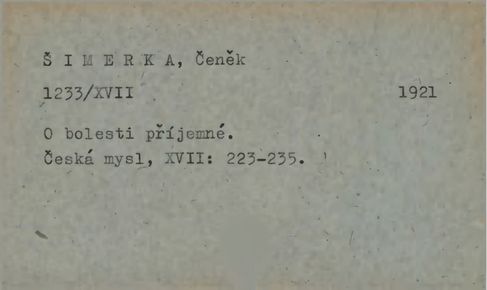 Š I M E R K A, Čeněk
1233/XVII 1921
O bolesti příjemné.
Česká mysl, XVII: 223-235.